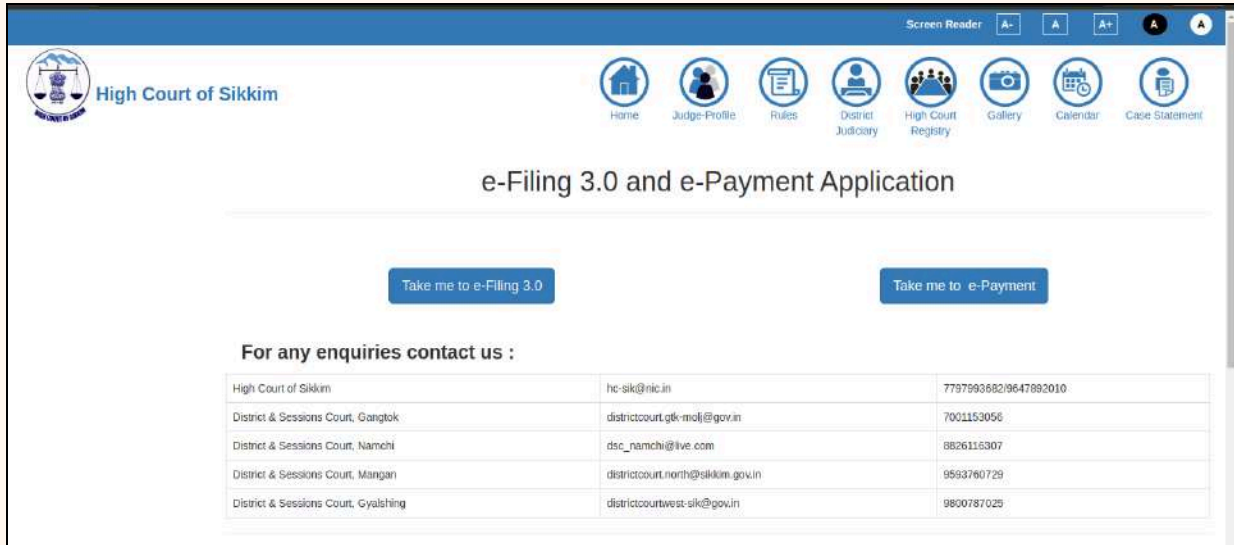 Screen Reader A- A A+ A A
High Court of Sikkim
HIGH COURT OF SIKKIM
Home Judge-Profile Rules District Judiciary High Court Registry Gallery Calendar Case Statement
e-Filing 3.0 and e-Payment Application
Take me to e-Filing 3.0 Take me to e-Payment
For any enquiries contact us :
High Court of Sikkim hc-sik@nic.in 7797993682/9647892010
District & Sessions Court, Gangtok districtcourt.gtk-molj@gov.in 7001153056
District & Sessions Court, Namchi dsc_namchi@live.com 8826116307
District & Sessions Court, Mangan districtcourt.north@sikkim.gov.in 9593760729
District & Sessions Court, Gyalshing districtcourtwest-sik@gov.in 9800787025